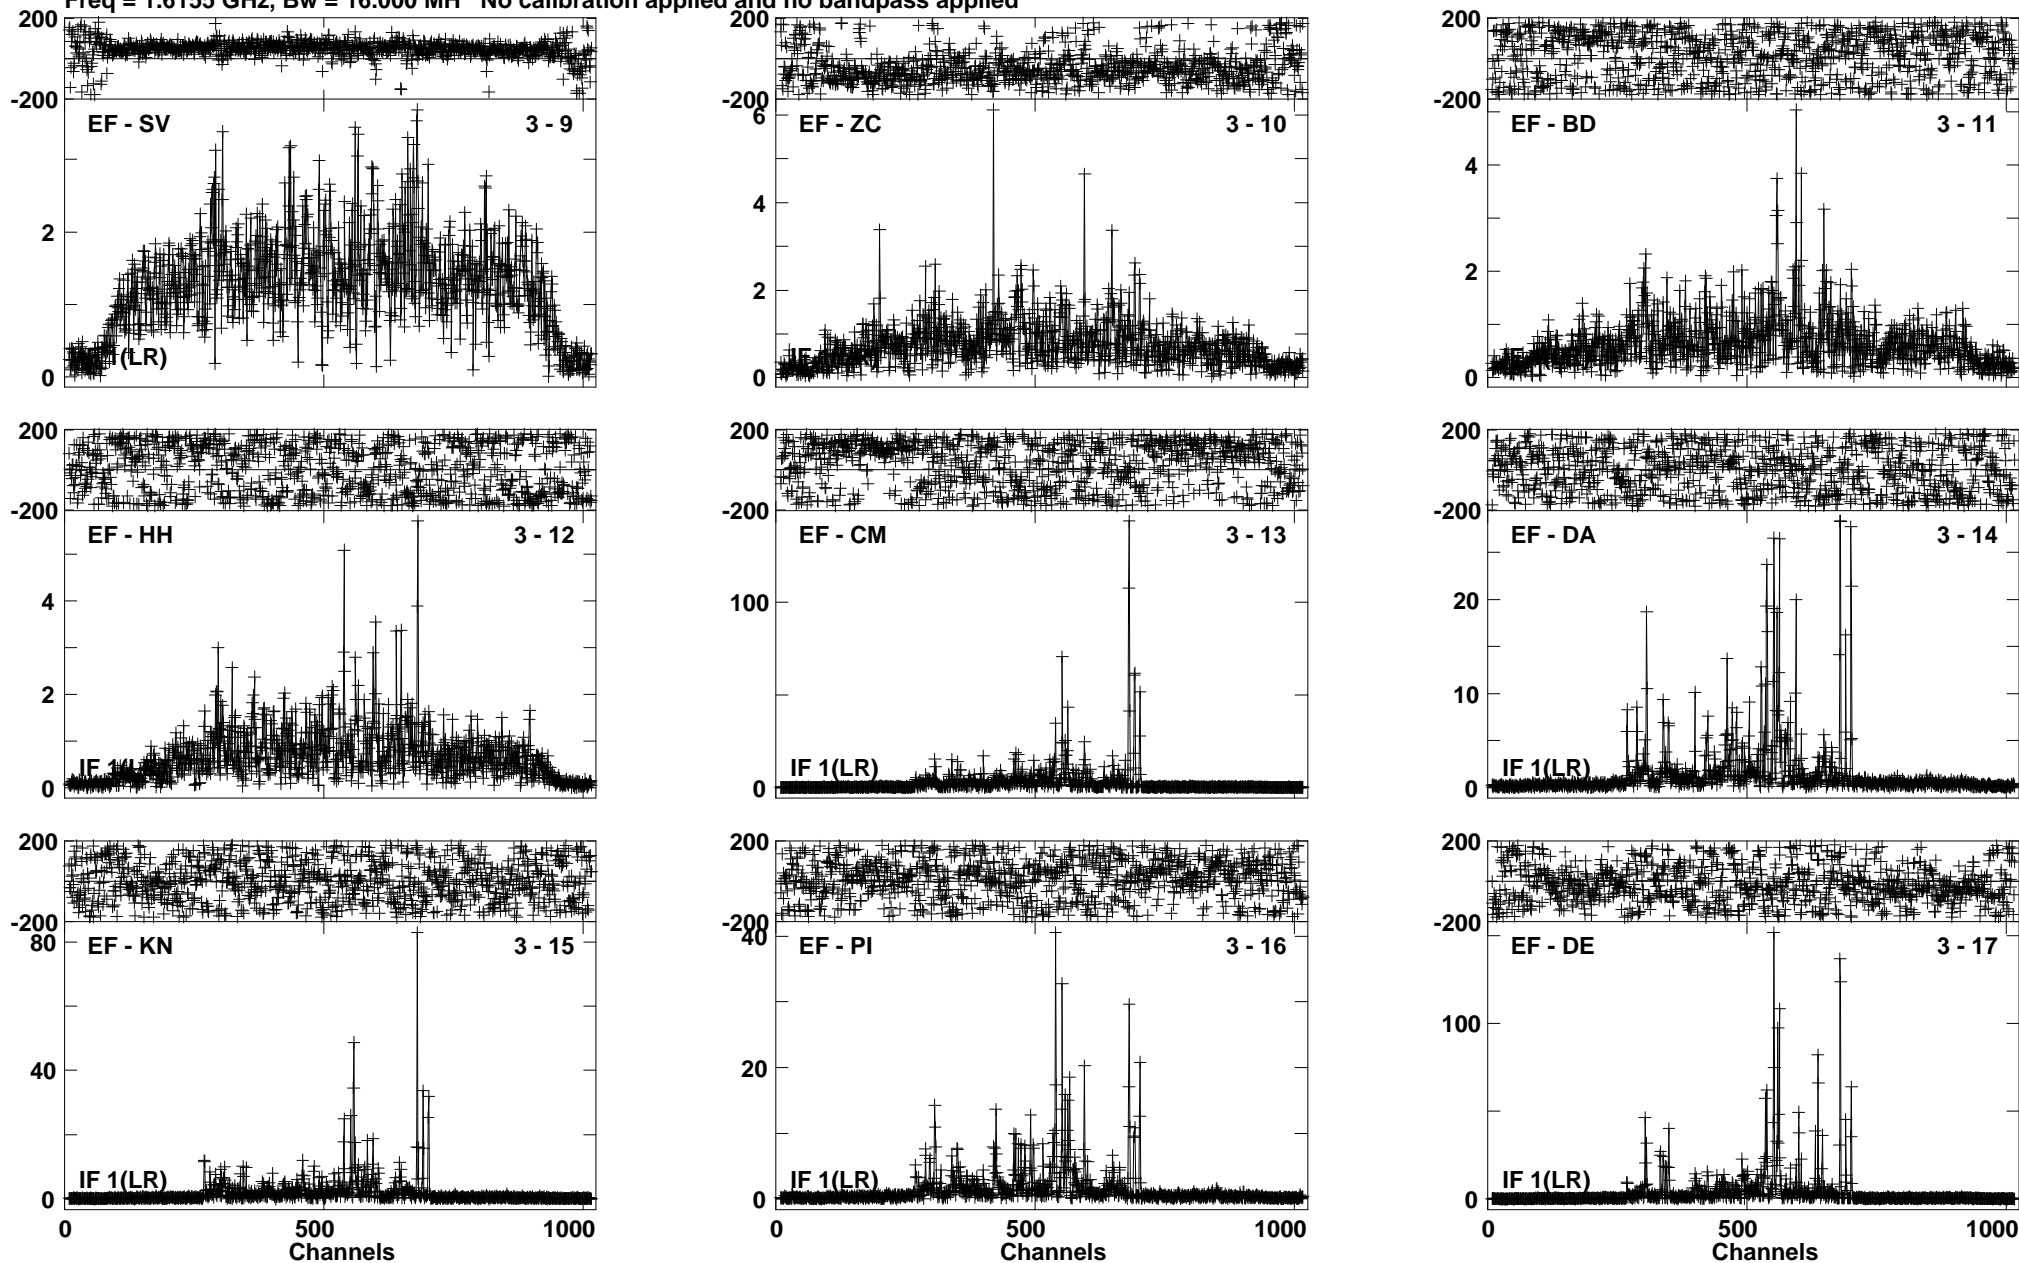 Freq = 1.6155 GHz, Bw = 16.000 MH No calibration applied and no bandpass applied
200 200 200
-200 -200 -200
EF - SV 3 - 9 EF - ZC 3 - 10 EF - BD 3 - 11
6
4 4
2 2 2
(LR) IF
0 0 0
200 200 200
-200 -200 -200
EF - HH 3 - 12 EF - CM 3 - 13 EF - DA 3 - 14
4 100 20
2 10
IF 1(L IF 1(LR) IF 1(LR)
0 0 0
200 200 200
-200 -200 -200
80 40
EF - KN 3 - 15 EF - PI 3 - 16 EF - DE 3 - 17
40 20 100
IF 1(LR) IF 1(LR) IF 1(LR)
0 0 0
0 500 1000 0 500 1000 0 500 1000
Channels Channels